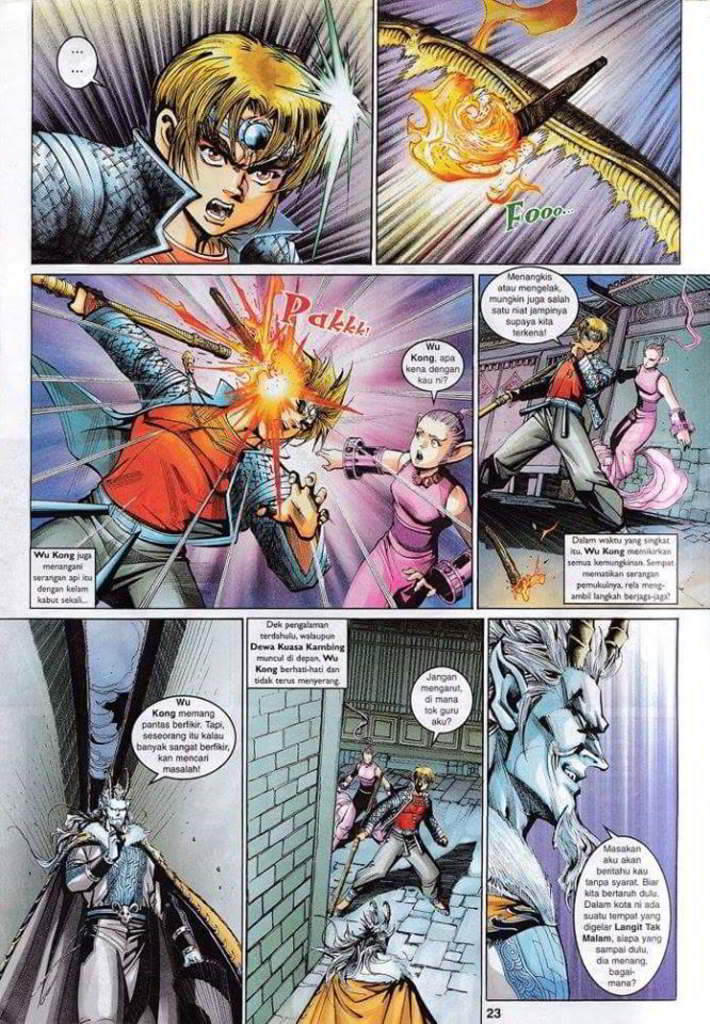 ...
...
Fooo...
Pakkk!
Wu
Kong, apa
kena dengan
kau ni?
Wu Kong juga
menangani
serangan api itu
dengan kelam
kabut sekali...
Menangkis
atau mengelak,
mungkin juga salah
satu niat jampinya
supaya kita
terkena!
Dalam waktu yang singkat
itu, Wu Kong memikirkan
semua kemungkinan. Sempat
mematikan serangan
pemukulnya, rela meng-
ambil langkah berjaga-jaga!
Wu
Kong memang
pantas berfikir. Tapi,
seseorang itu kalau
banyak sangat berfikir,
kan mencari
masalah!
Dek pengalaman
terdahulu, walaupun
Dewa Kuasa Kambing
muncul di depan, Wu
Kong berhati-hati dan
tidak terus menyerang.
Jangan
mengarut,
di mana
tok guru
aku?
Masakan
aku akan
beritahu kau
tanpa syarat. Biar
kita bertaruh dulu.
Dalam kota ni ada
suatu tempat yang
digelar Langit Tak
Malam, siapa yang
sampai dulu,
dia menang,
bagai-
mana?
23